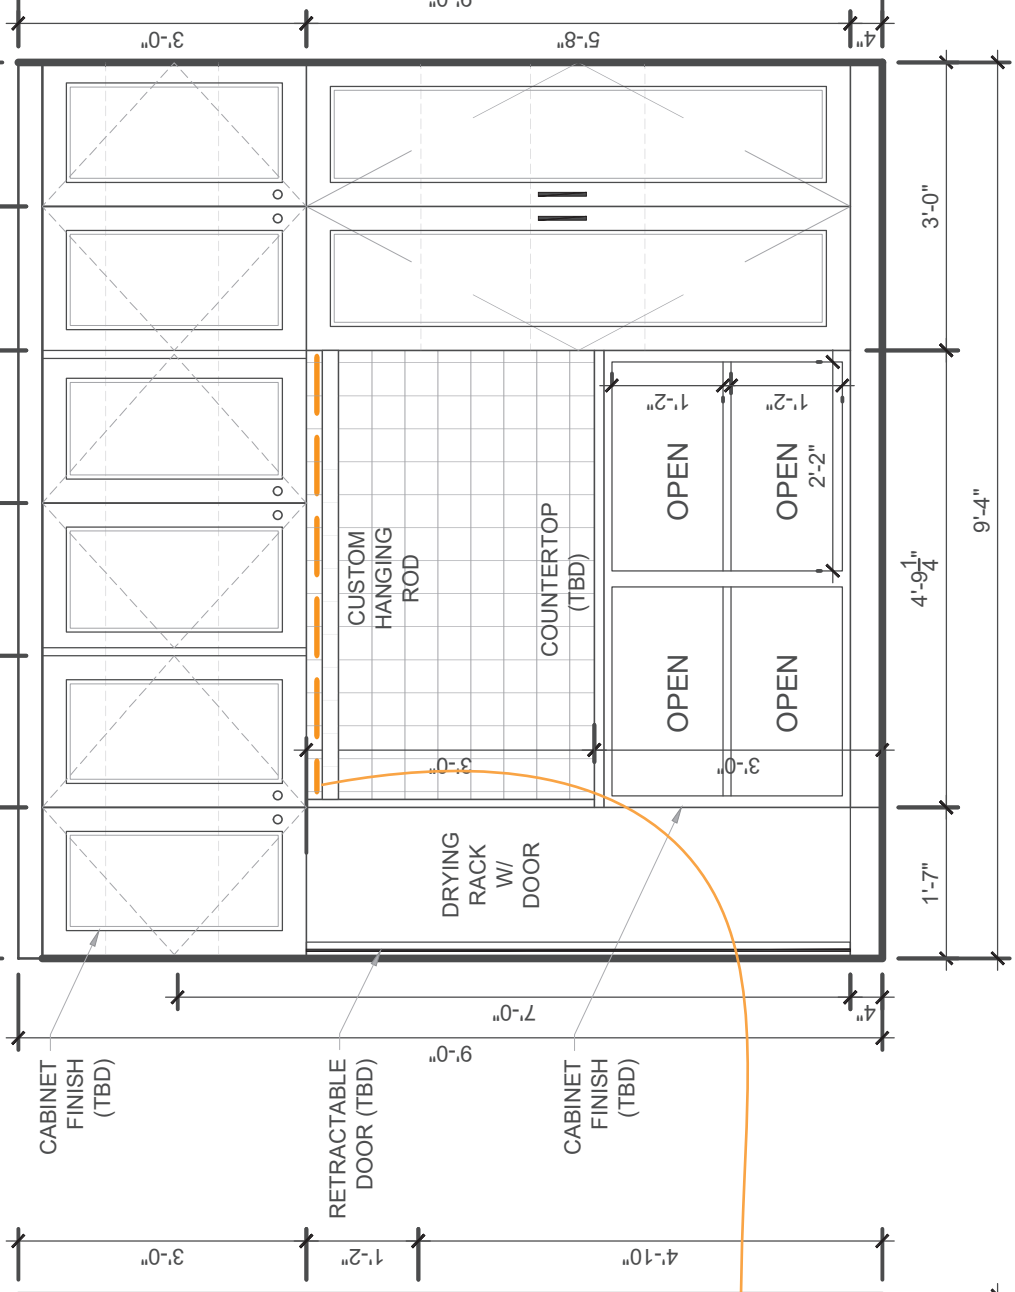 9'-0"
3'-0"
5'-8"
4"
3'-0"
1'-2"
1'-2"
OPEN
OPEN
2'-2"
9'-4"
4'-9 1/4"
CUSTOM
HANGING
ROD
COUNTERTOP
(TBD)
OPEN
OPEN
3'-0"
3'-0"
DRYING
RACK
W/
DOOR
1'-7"
7'-0"
4"
9'-0"
CABINET
FINISH
(TBD)
RETRACTABLE
DOOR (TBD)
CABINET
FINISH
(TBD)
3'-0"
1'-2"
4'-10"